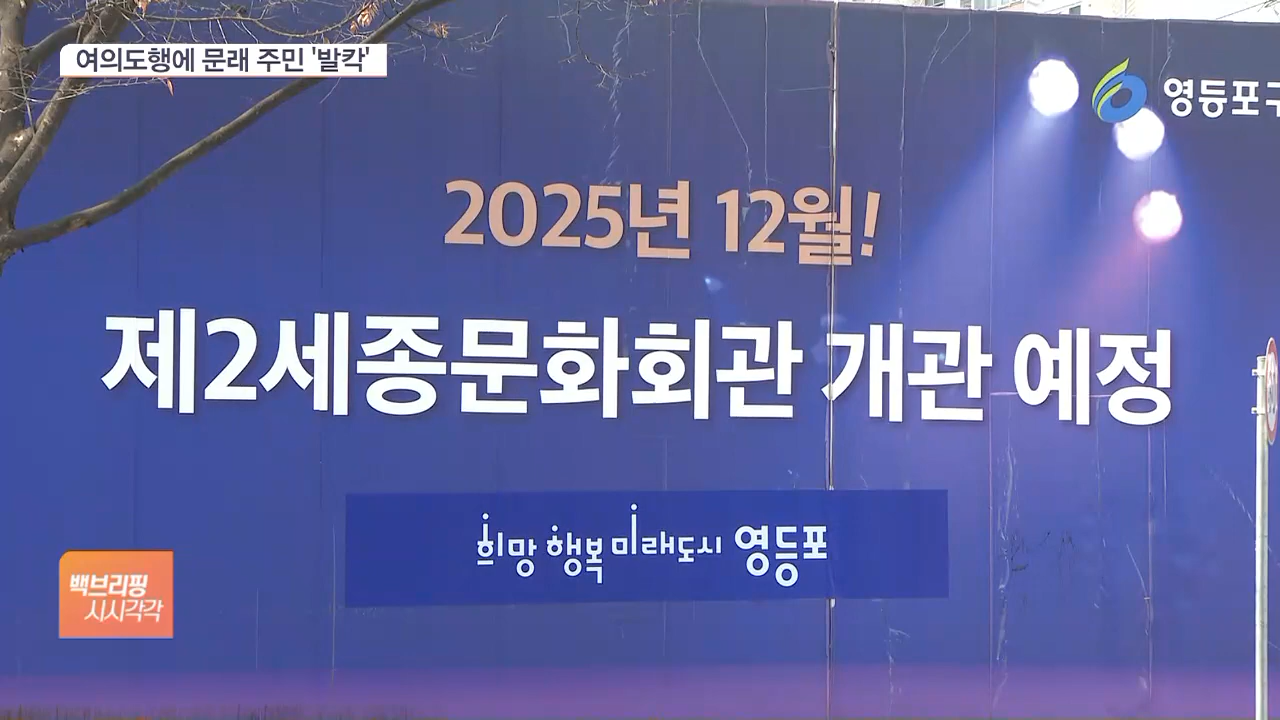 여의도행에 문래 주민 '발칵'
영등포구
2025년 12월!
제2세종문화회관 개관 예정
희망 행복 미래도시 영등포
백브리핑
시시각각